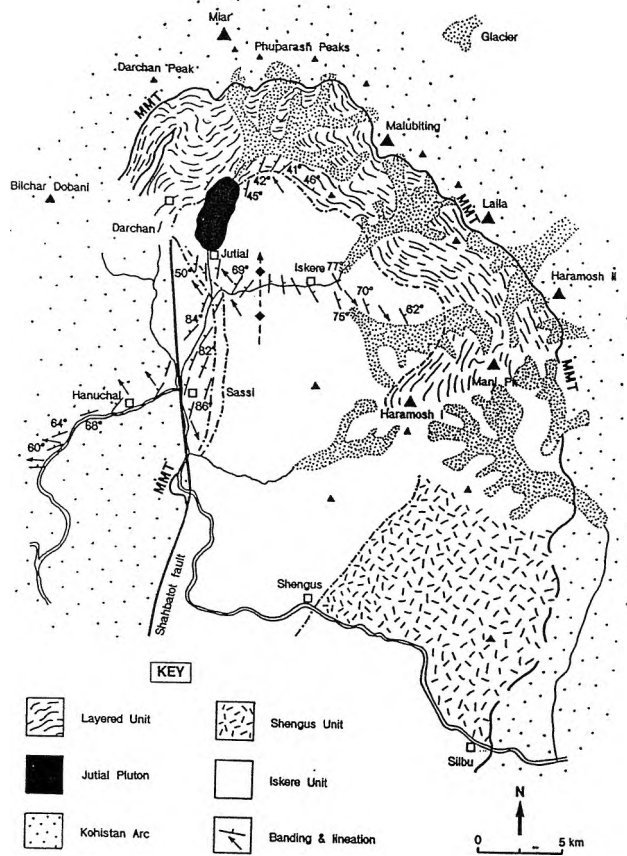 Miar
Glacier
Phuparash Peaks
Darchan Peak
MMT
Malubiting
Bilchar Dobani
41°
42°
46°
45°
Darchan
Laila
MMT
Jutial
50°
69°
Iskere
77°
Haramosh II
70°
84°
75°
62°
82°
Mani Pk.
MMT
Hanuchal
Sassi
86°
Haramosh I
64°
68°
60°
MMT
Shengus
Shahbatot fault
KEY
Layered Unit
Shengus Unit
Jutial Pluton
Iskere Unit
Silbu
N
Kohistan Arc
Banding & lineation
0
5 km